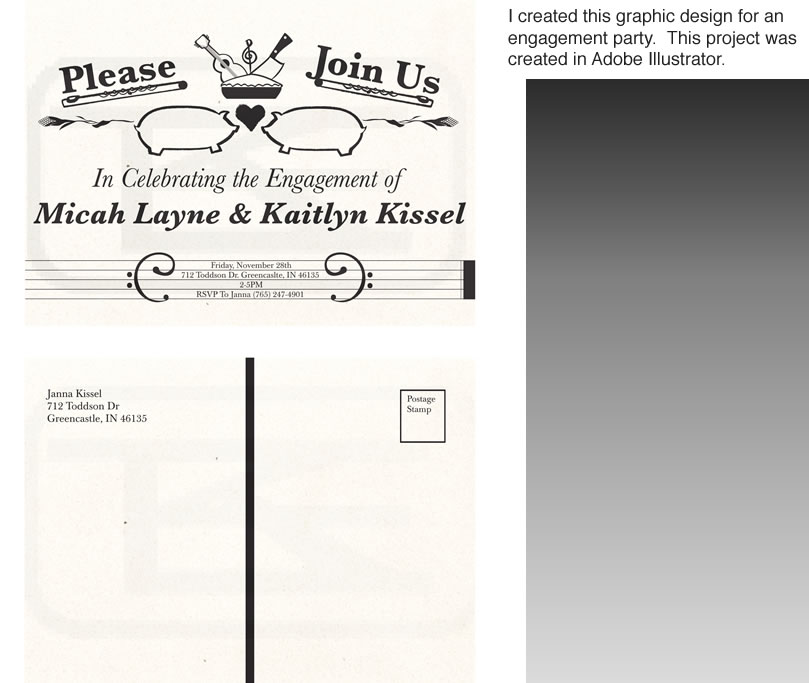 Please Join Us
In Celebrating the Engagement of
Micah Layne & Kaitlyn Kissel
Friday, November 28th
712 Toddson Dr. Greencaslte, IN 46135
2-5PM
RSVP To Janna (765) 247-4901
Janna Kissel
712 Toddson Dr
Greencastle, IN 46135
Postage
Stamp
I created this graphic design for an
engagement party.  This project was
created in Adobe Illustrator.